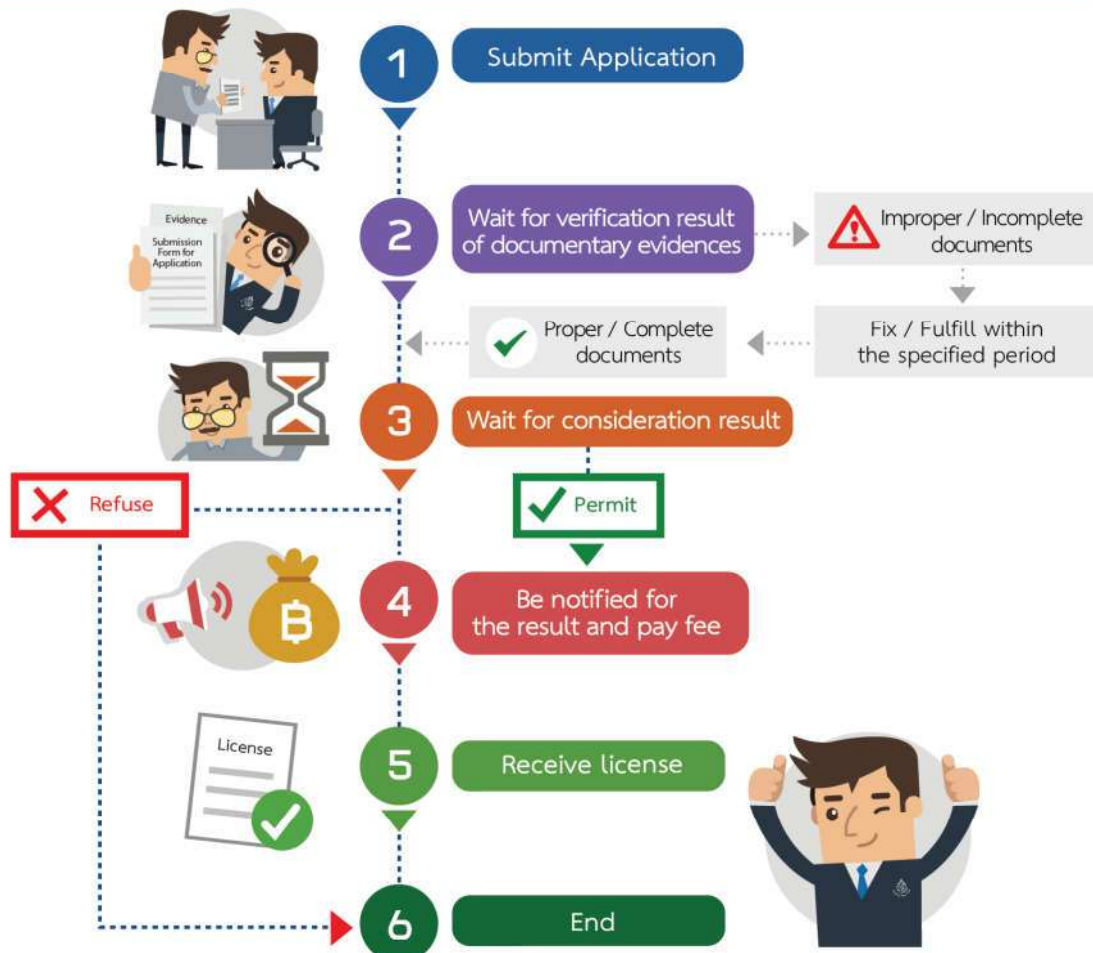 1
Submit Application
Evidence
Submission
Form for
Application
2
Wait for verification result
of documentary evidences
Improper / Incomplete
documents
Proper / Complete
documents
Fix / Fulfill within
the specified period
3
Wait for consideration result
Refuse
Permit
฿
4
Be notified for
the result and pay fee
License
5
Receive license
6
End